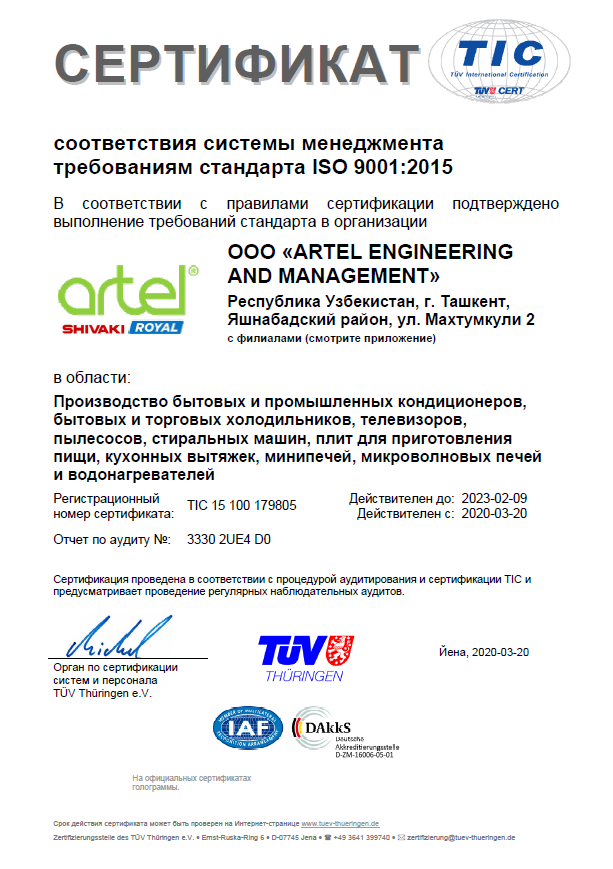 СЕРТИФИКАТ
TIC
TÜV International Certification
TÜV CERT
соответствия системы менеджмента
требованиям стандарта ISO 9001:2015
В соответствии с правилами сертификации подтверждено
выполнение требований стандарта в организации
artel®
SHIVAKI ROYAL
ООО «ARTEL ENGINEERING
AND MANAGEMENT»
Республика Узбекистан, г. Ташкент,
Яшнабадский район, ул. Махтумкули 2
с филиалами (смотрите приложение)
в области:
Производство бытовых и промышленных кондиционеров,
бытовых и торговых холодильников, телевизоров,
пылесосов, стиральных машин, плит для приготовления
пищи, кухонных вытяжек, минипечей, микроволновых печей
и водонагревателей
Регистрационный
номер сертификата: TIC 15 100 179805
Действителен до: 2023-02-09
Действителен с: 2020-03-20
Отчет по аудиту №: 3330 2UE4 D0
Сертификация проведена в соответствии с процедурой аудитирования и сертификации TIC и
предусматривает проведение регулярных наблюдательных аудитов.
Орган по сертификации
систем и персонала
TÜV Thüringen e.V.
TÜV
THÜRINGEN
Йена, 2020-03-20
MEMBER OF MULTILATERAL
IAF
RECOGNITION ARRANGEMENT
DAkkS
Deutsche
Akkreditierungsstelle
D-ZM-16006-05-01
На официальных сертификатах
голограммы.
Срок действия сертификата может быть проверен на Интернет-странице www.tuev-thueringen.de
Zertifizierungsstelle des TÜV Thüringen e.V. • Ernst-Ruska-Ring 6 • D-07745 Jena • ☎ +49 3641 399740 • ✉ zertifizierung@tuev-thueringen.de